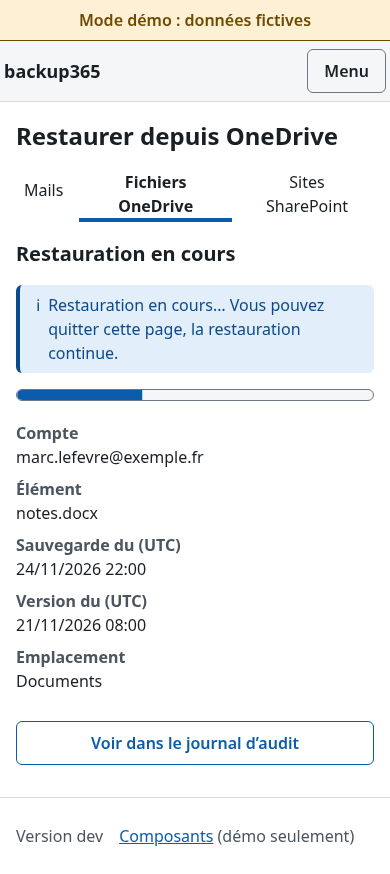 Mode démo : données fictives
backup365
Menu
Restaurer depuis OneDrive
Mails
Fichiers
OneDrive
Sites
SharePoint
Restauration en cours
i Restauration en cours… Vous pouvez
quitter cette page, la restauration
continue.
Compte
marc.lefevre@exemple.fr
Élément
notes.docx
Sauvegarde du (UTC)
24/11/2026 22:00
Version du (UTC)
21/11/2026 08:00
Emplacement
Documents
Voir dans le journal d’audit
Version dev Composants (démo seulement)